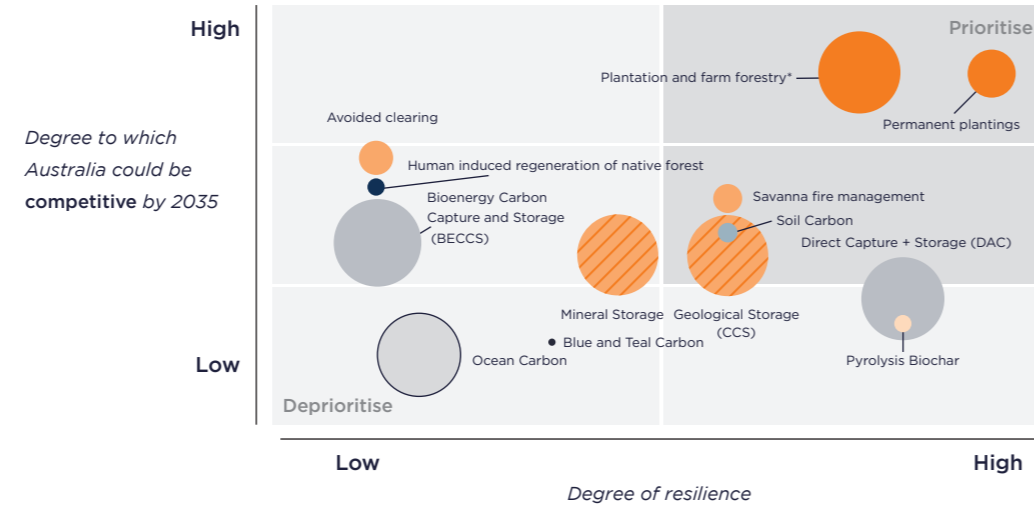 High
Prioritise
Plantation and farm forestry*
Permanent plantings
Avoided clearing
Degree to which
Australia could be
competitive by 2035
Human induced regeneration of native forest
Bioenergy Carbon
Capture and Storage
(BECCS)
Savanna fire management
Soil Carbon
Direct Capture + Storage (DAC)
Mineral Storage
Geological Storage
(CCS)
Blue and Teal Carbon
Ocean Carbon
Pyrolysis Biochar
Low
Deprioritise
Low
High
Degree of resilience